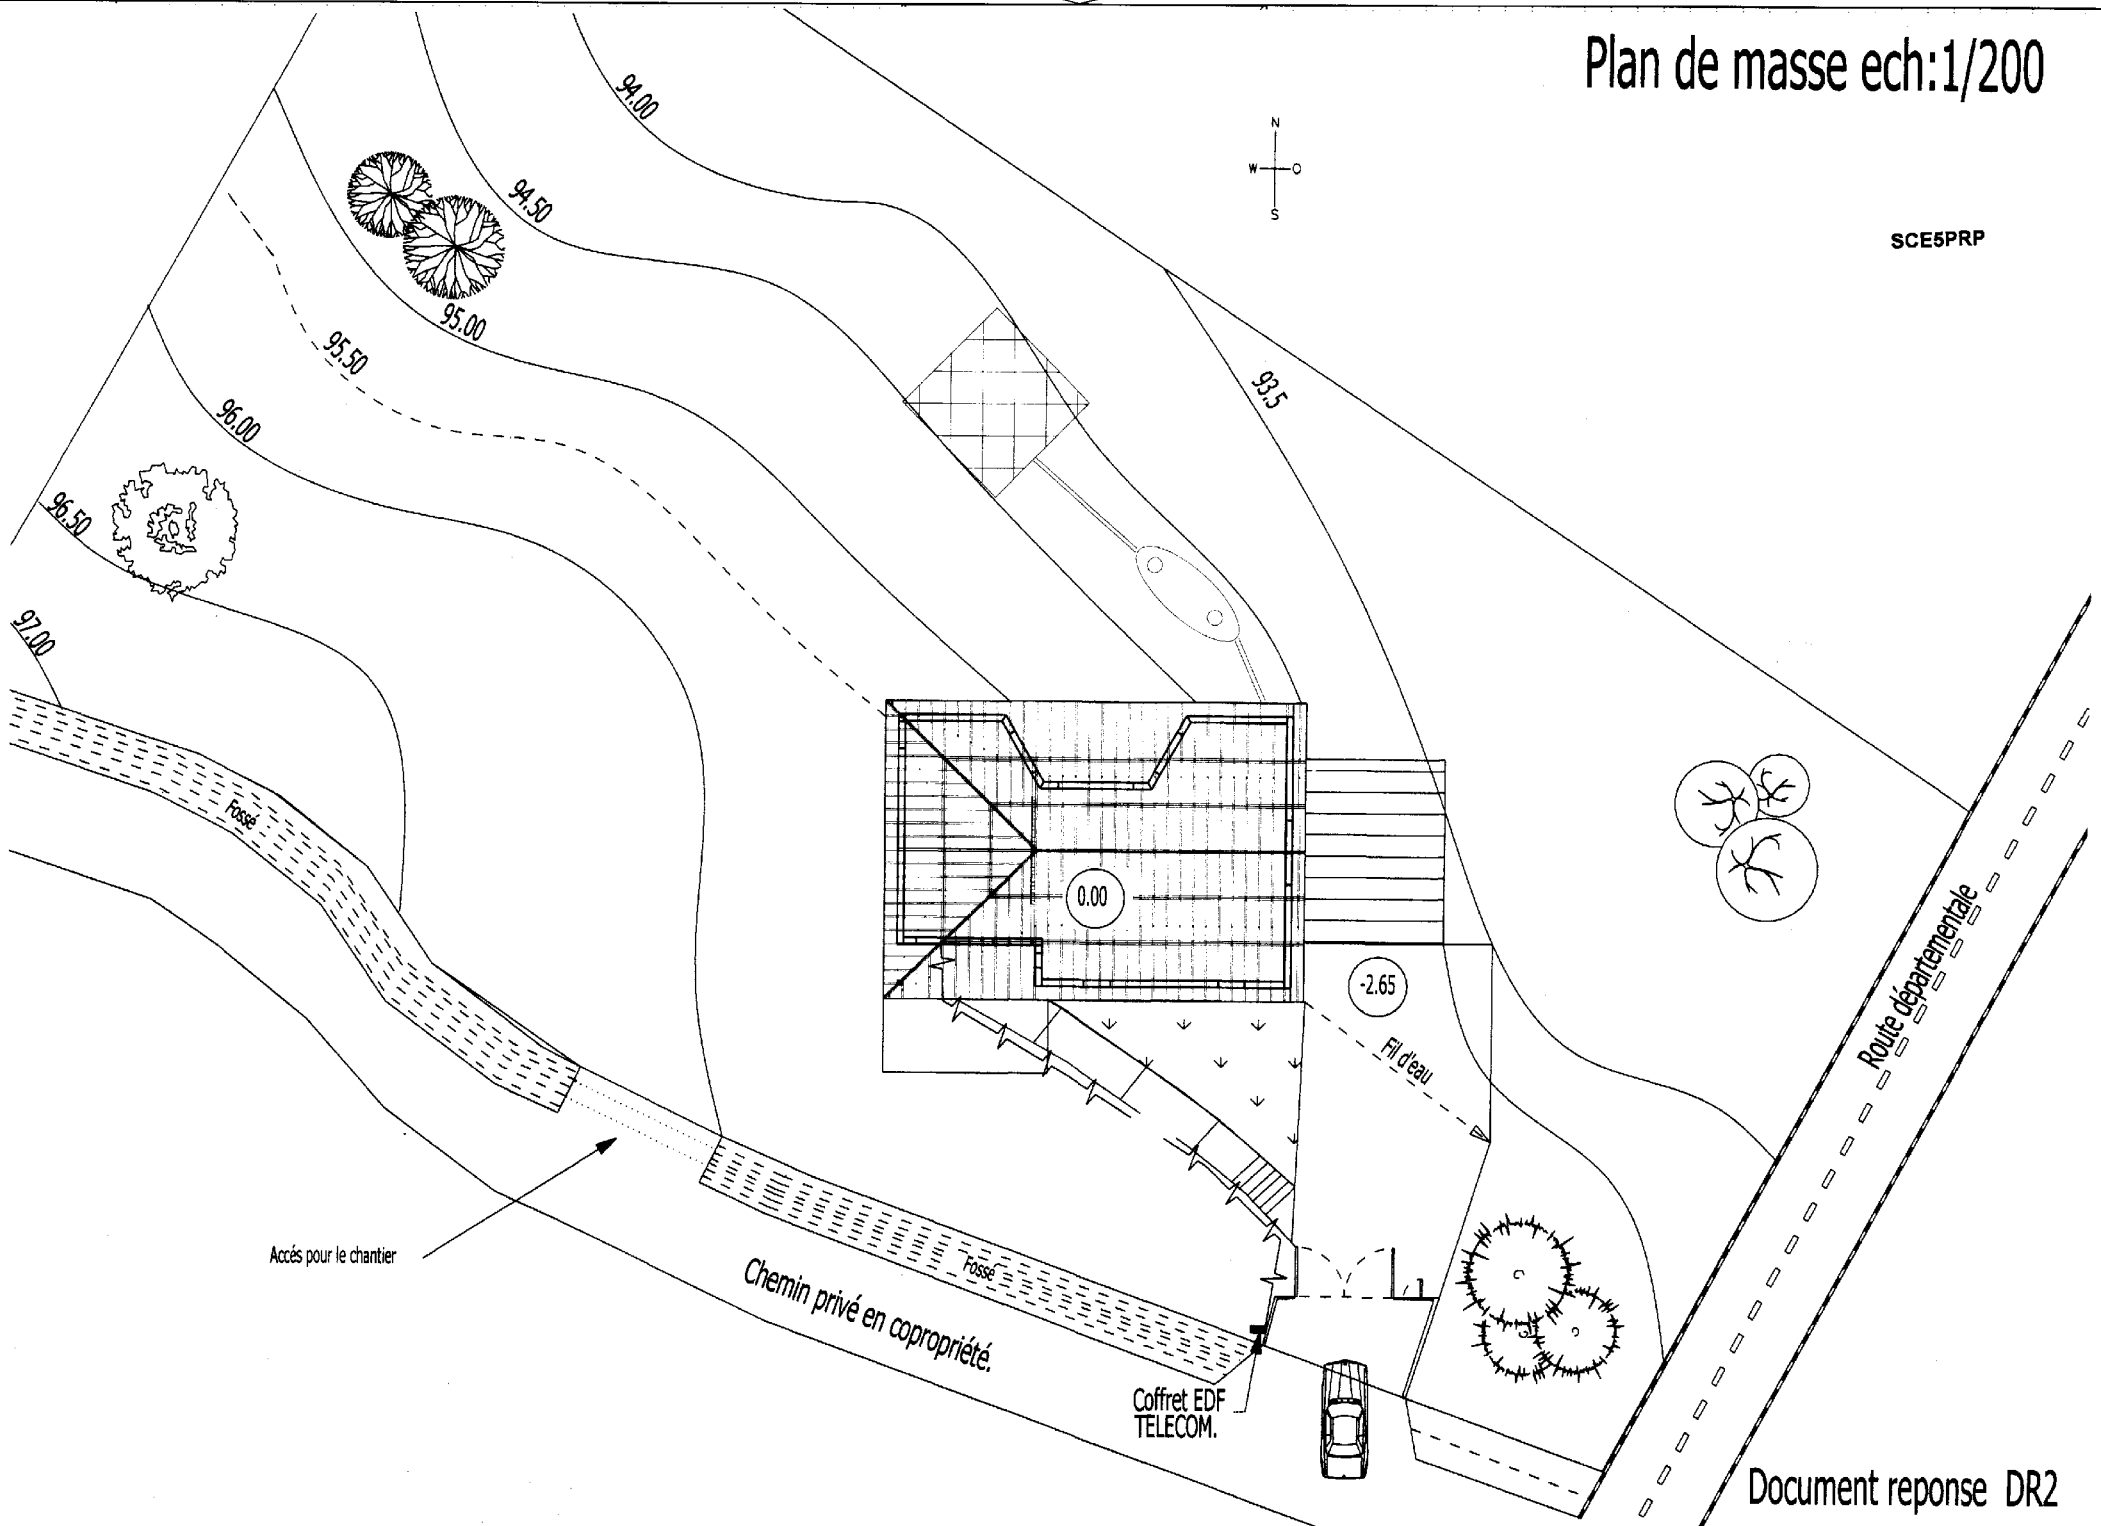 Plan de masse ech:1/200
94.00
N
W
O
S
94.50
SCE5PRP
95.00
95.50
93.5
96.00
96.50
97.00
Fossé
0.00
-2.65
Route départementale
Fil d'eau
Accés pour le chantier
Fossé
Chemin privé en copropriété.
Coffret EDF
TELECOM.
Document reponse DR2